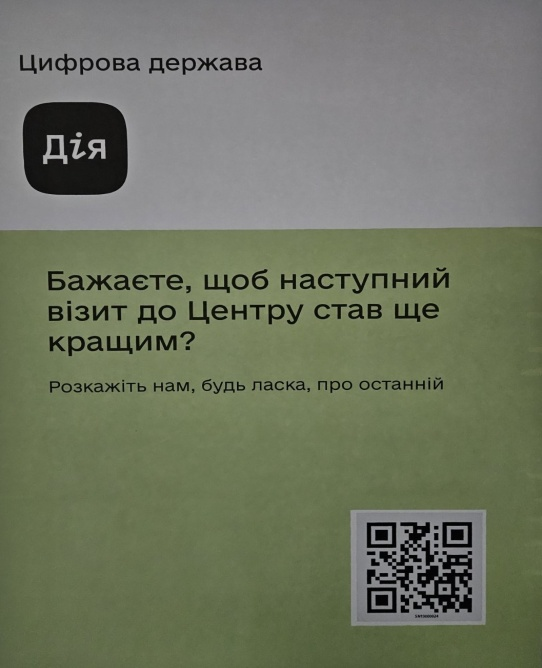 Цифрова держава
Дія
Бажаєте, щоб наступний
візит до Центру став ще
кращим?
Розкажіть нам, будь ласка, про останній